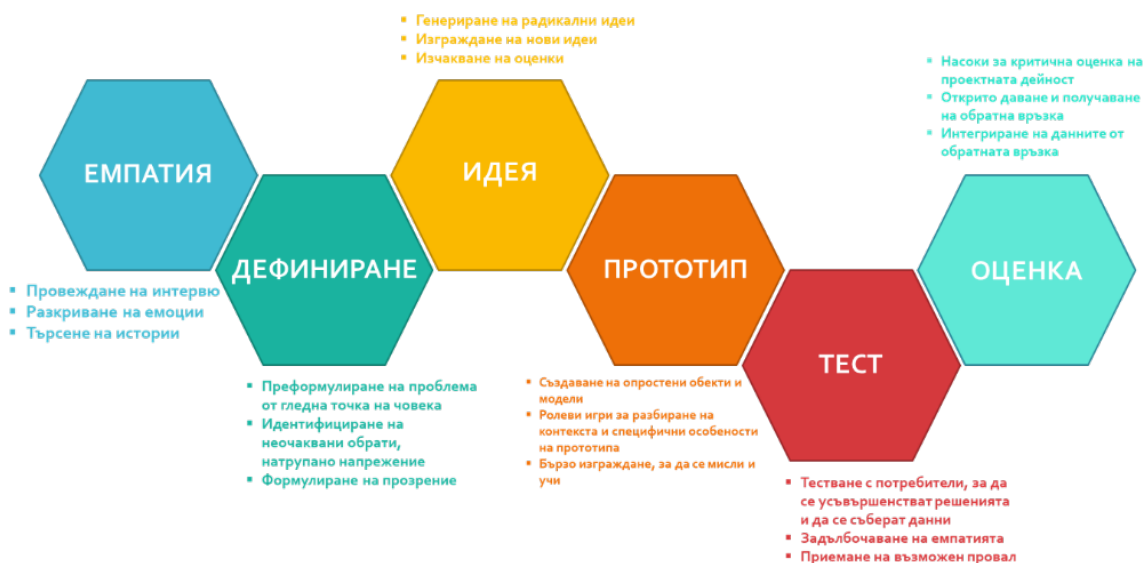 ЕМПАТИЯ
▪ Провеждане на интервю
▪ Разкриване на емоции
▪ Търсене на истории
ДЕФИНИРАНЕ
▪ Преформулиране на проблема
от гледна точка на човека
▪ Идентифициране на
неочаквани обрати,
натрупано напрежение
▪ Формулиране на прозрение
▪ Генериране на радикални идеи
▪ Изграждане на нови идеи
▪ Изчакване на оценки
ИДЕЯ
ПРОТОТИП
▪ Създаване на опростени обекти и
модели
▪ Ролеви игри за разбиране на
контекста и специфични особености
на прототипа
▪ Бързо изграждане, за да се мисли и
учи
ТЕСТ
▪ Тестване с потребители, за да
се усъвършенстват решенията
и да се съберат данни
▪ Задълбочаване на емпатията
▪ Приемане на възможен провал
▪ Насоки за критична оценка на
проектната дейност
▪ Открито даване и получаване
на обратна връзка
▪ Интегриране на данните от
обратната връзка
ОЦЕНКА